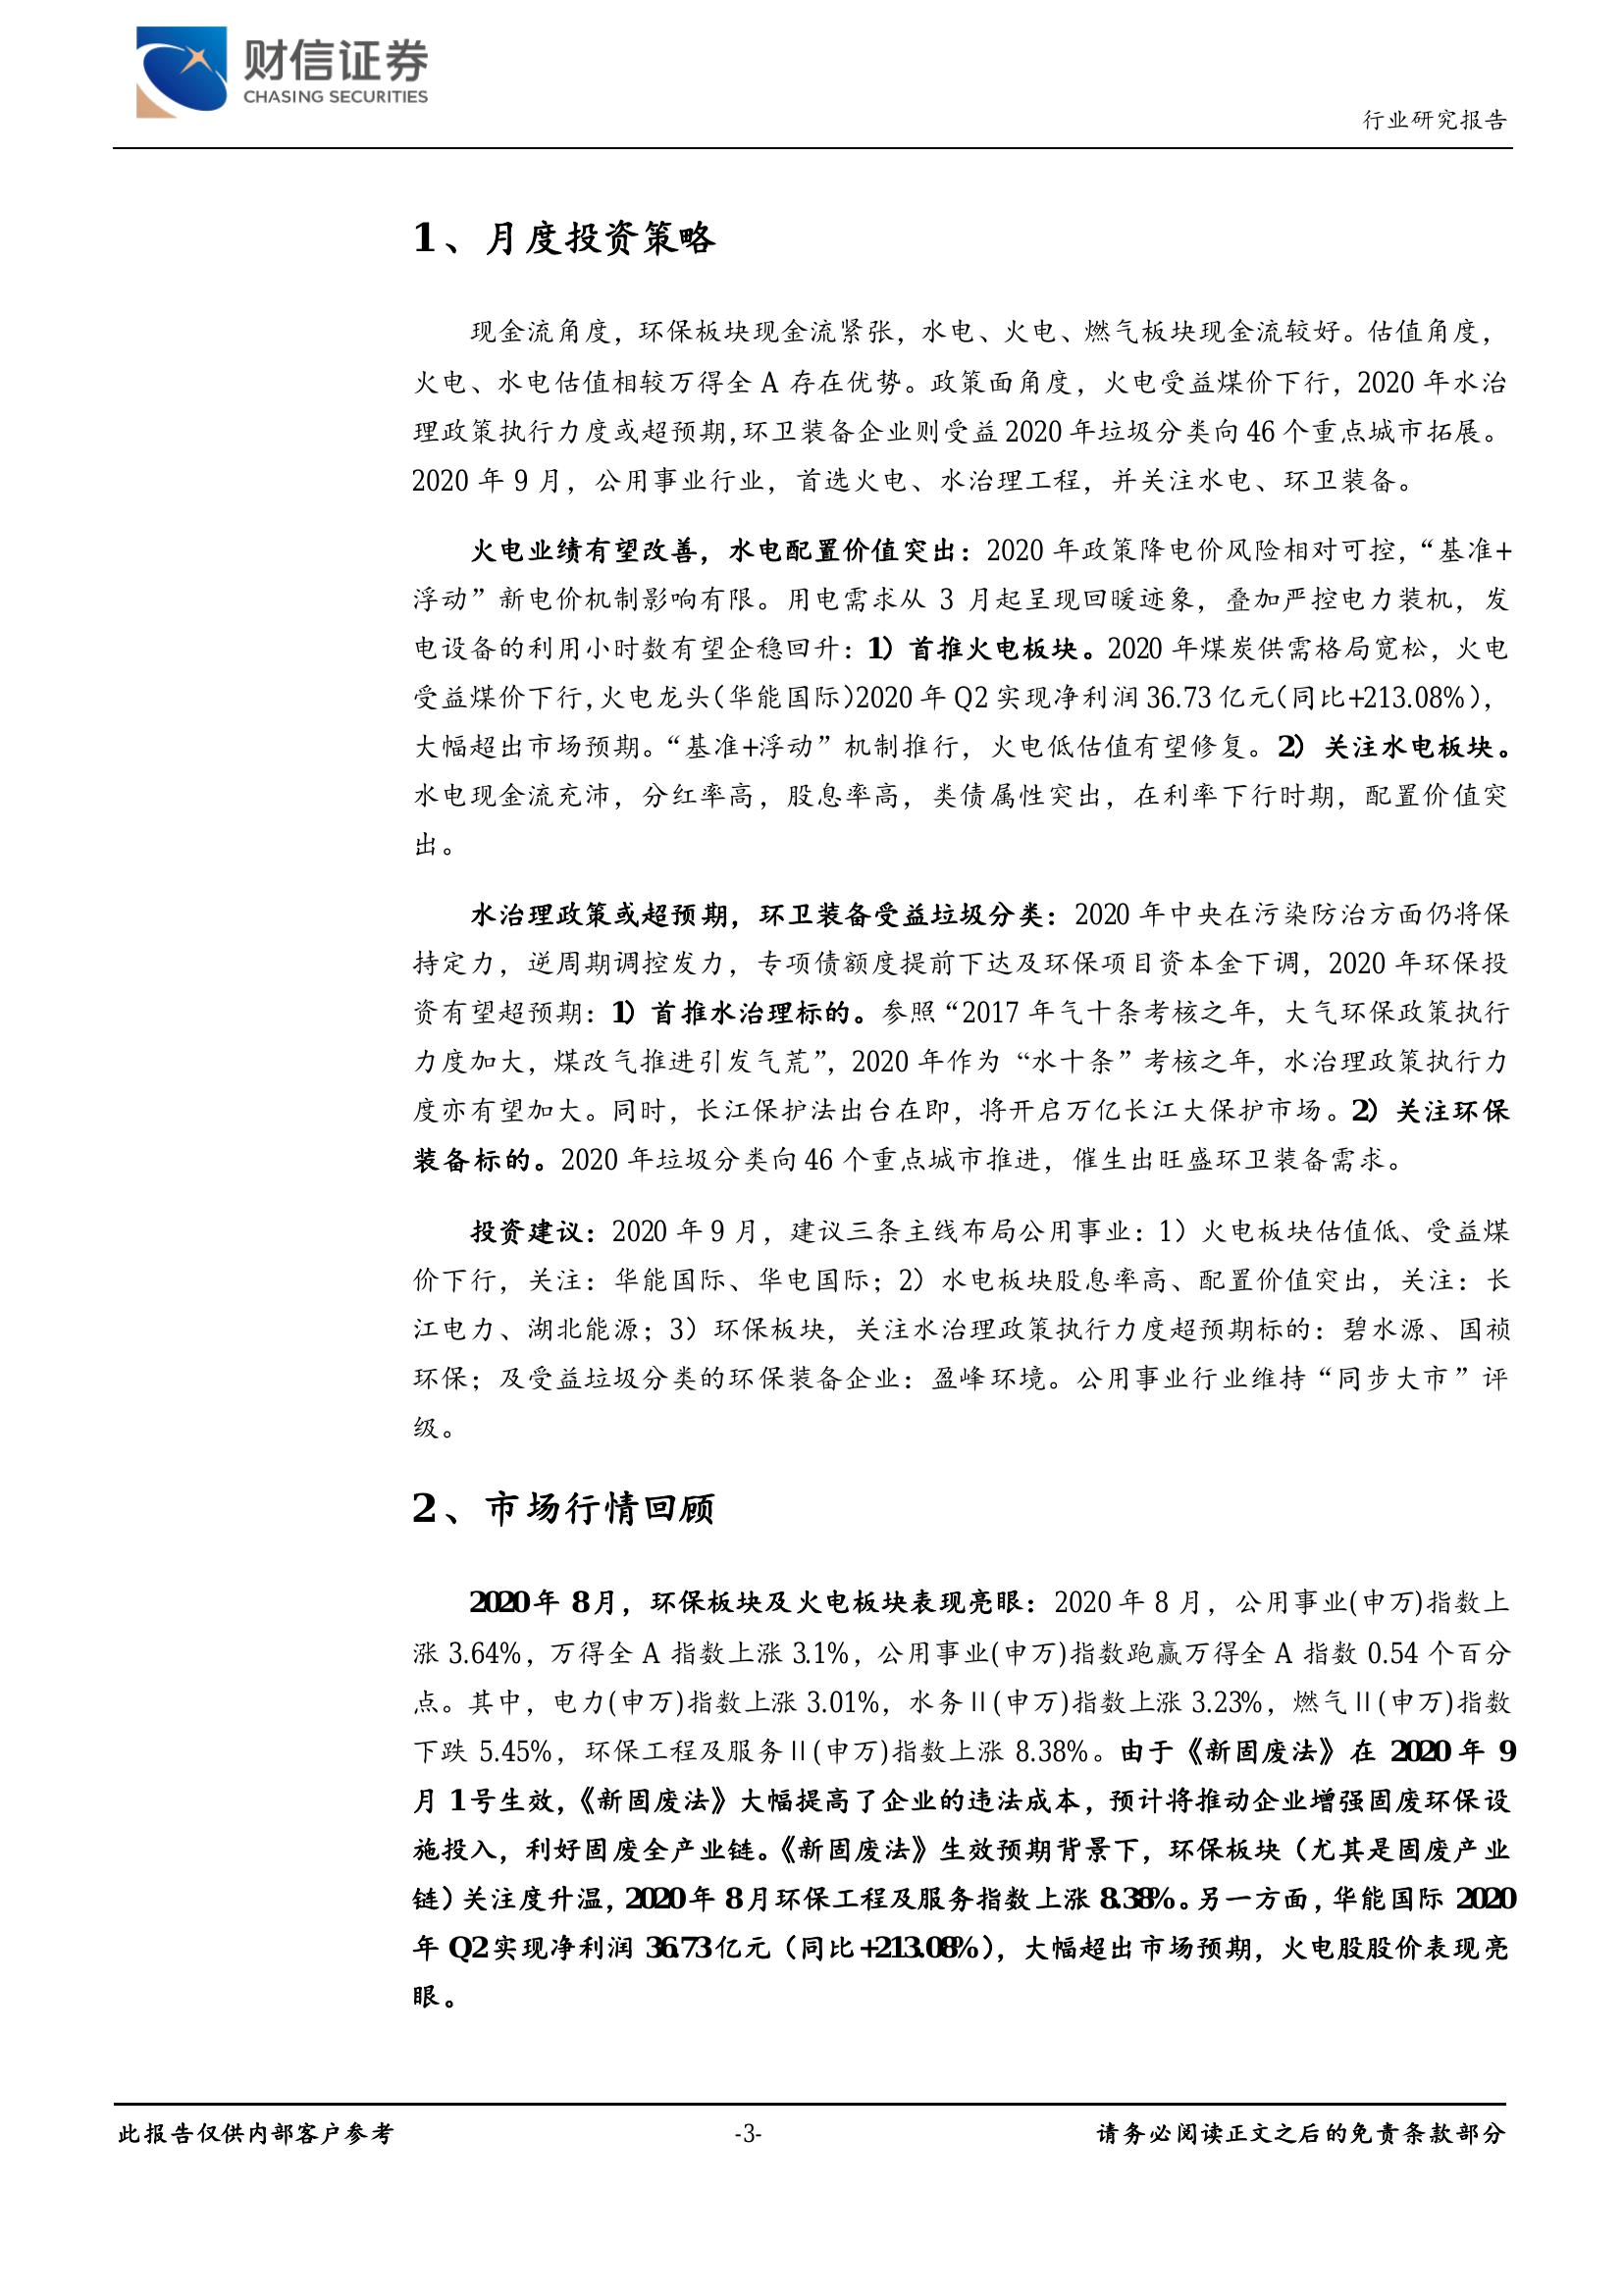 财信证券
CHASING SECURITIES
行业研究报告
1、月度投资策略
现金流角度，环保板块现金流紧张，水电、火电、燃气板块现金流较好。估值角度，
火电、水电估值相较万得全 A 存在优势。政策面角度，火电受益煤价下行，2020 年水治
理政策执行力度或超预期,环卫装备企业则受益 2020 年垃圾分类向 46 个重点城市拓展。
2020 年 9 月，公用事业行业，首选火电、水治理工程，并关注水电、环卫装备。
火电业绩有望改善，水电配置价值突出：2020 年政策降电价风险相对可控，“基准+
浮动”新电价机制影响有限。用电需求从 3 月起呈现回暖迹象，叠加严控电力装机，发
电设备的利用小时数有望企稳回升：1）首推火电板块。2020 年煤炭供需格局宽松，火电
受益煤价下行,火电龙头(华能国际)2020 年 Q2 实现净利润 36.73 亿元(同比+213.08%)，
大幅超出市场预期。“基准+浮动”机制推行，火电低估值有望修复。2）关注水电板块。
水电现金流充沛，分红率高，股息率高，类债属性突出，在利率下行时期，配置价值突
出。
水治理政策或超预期，环卫装备受益垃圾分类：2020 年中央在污染防治方面仍将保
持定力，逆周期调控发力，专项债额度提前下达及环保项目资本金下调，2020 年环保投
资有望超预期：1）首推水治理标的。参照“2017 年气十条考核之年，大气环保政策执行
力度加大，煤改气推进引发气荒”，2020 年作为“水十条”考核之年，水治理政策执行力
度亦有望加大。同时，长江保护法出台在即，将开启万亿长江大保护市场。2）关注环保
装备标的。2020 年垃圾分类向 46 个重点城市推进，催生出旺盛环卫装备需求。
投资建议：2020 年 9 月，建议三条主线布局公用事业：1）火电板块估值低、受益煤
价下行，关注：华能国际、华电国际；2）水电板块股息率高、配置价值突出，关注：长
江电力、湖北能源；3）环保板块，关注水治理政策执行力度超预期标的：碧水源、国祯
环保；及受益垃圾分类的环保装备企业：盈峰环境。公用事业行业维持“同步大市”评
级。
2、市场行情回顾
2020 年 8 月，环保板块及火电板块表现亮眼：2020 年 8 月，公用事业(申万)指数上
涨 3.64%，万得全 A 指数上涨 3.1%，公用事业(申万)指数跑赢万得全 A 指数 0.54 个百分
点。其中，电力(申万)指数上涨 3.01%，水务Ⅱ(申万)指数上涨 3.23%，燃气Ⅱ(申万)指数
下跌 5.45%，环保工程及服务Ⅱ(申万)指数上涨 8.38%。由于《新固废法》在 2020 年 9
月 1 号生效，《新固废法》大幅提高了企业的违法成本，预计将推动企业增强固废环保设
施投入，利好固废全产业链。《新固废法》生效预期背景下，环保板块（尤其是固废产业
链）关注度升温，2020 年 8 月环保工程及服务指数上涨 8.38%。另一方面，华能国际 2020
年 Q2 实现净利润 36.73 亿元（同比+213.08%），大幅超出市场预期，火电股股价表现亮
眼。
此报告仅供内部客户参考
-3-
请务必阅读正文之后的免责条款部分